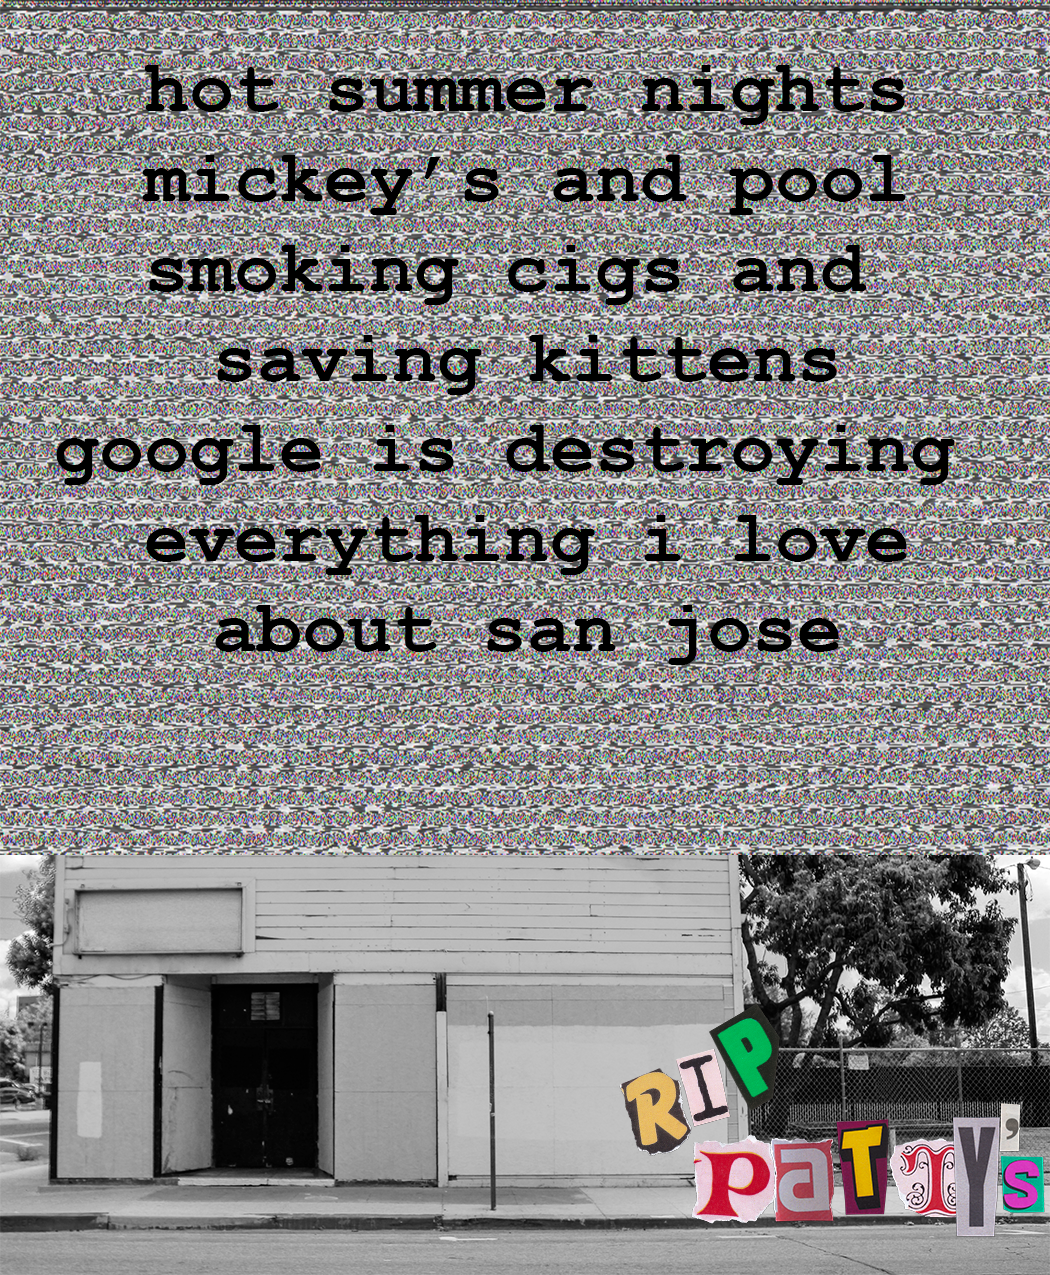 hot summer nights
mickey’s and pool
smoking cigs and
saving kittens
google is destroying
everything i love
about san jose
RIP
PaTTY's